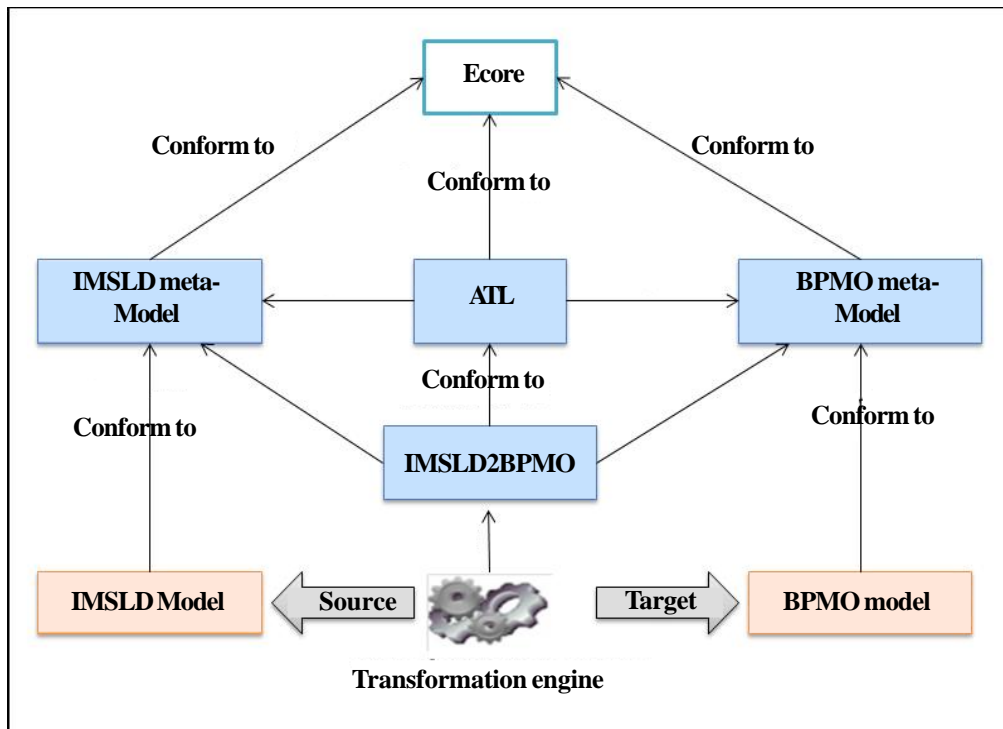 Ecore
Conform to
Conform to
Conform to
IMSLD meta-
Model
ATL
BPMO meta-
Model
Conform to
Conform to
Conform to
IMSLD2BPMO
IMSLD Model
Source
Target
BPMO model
Transformation engine